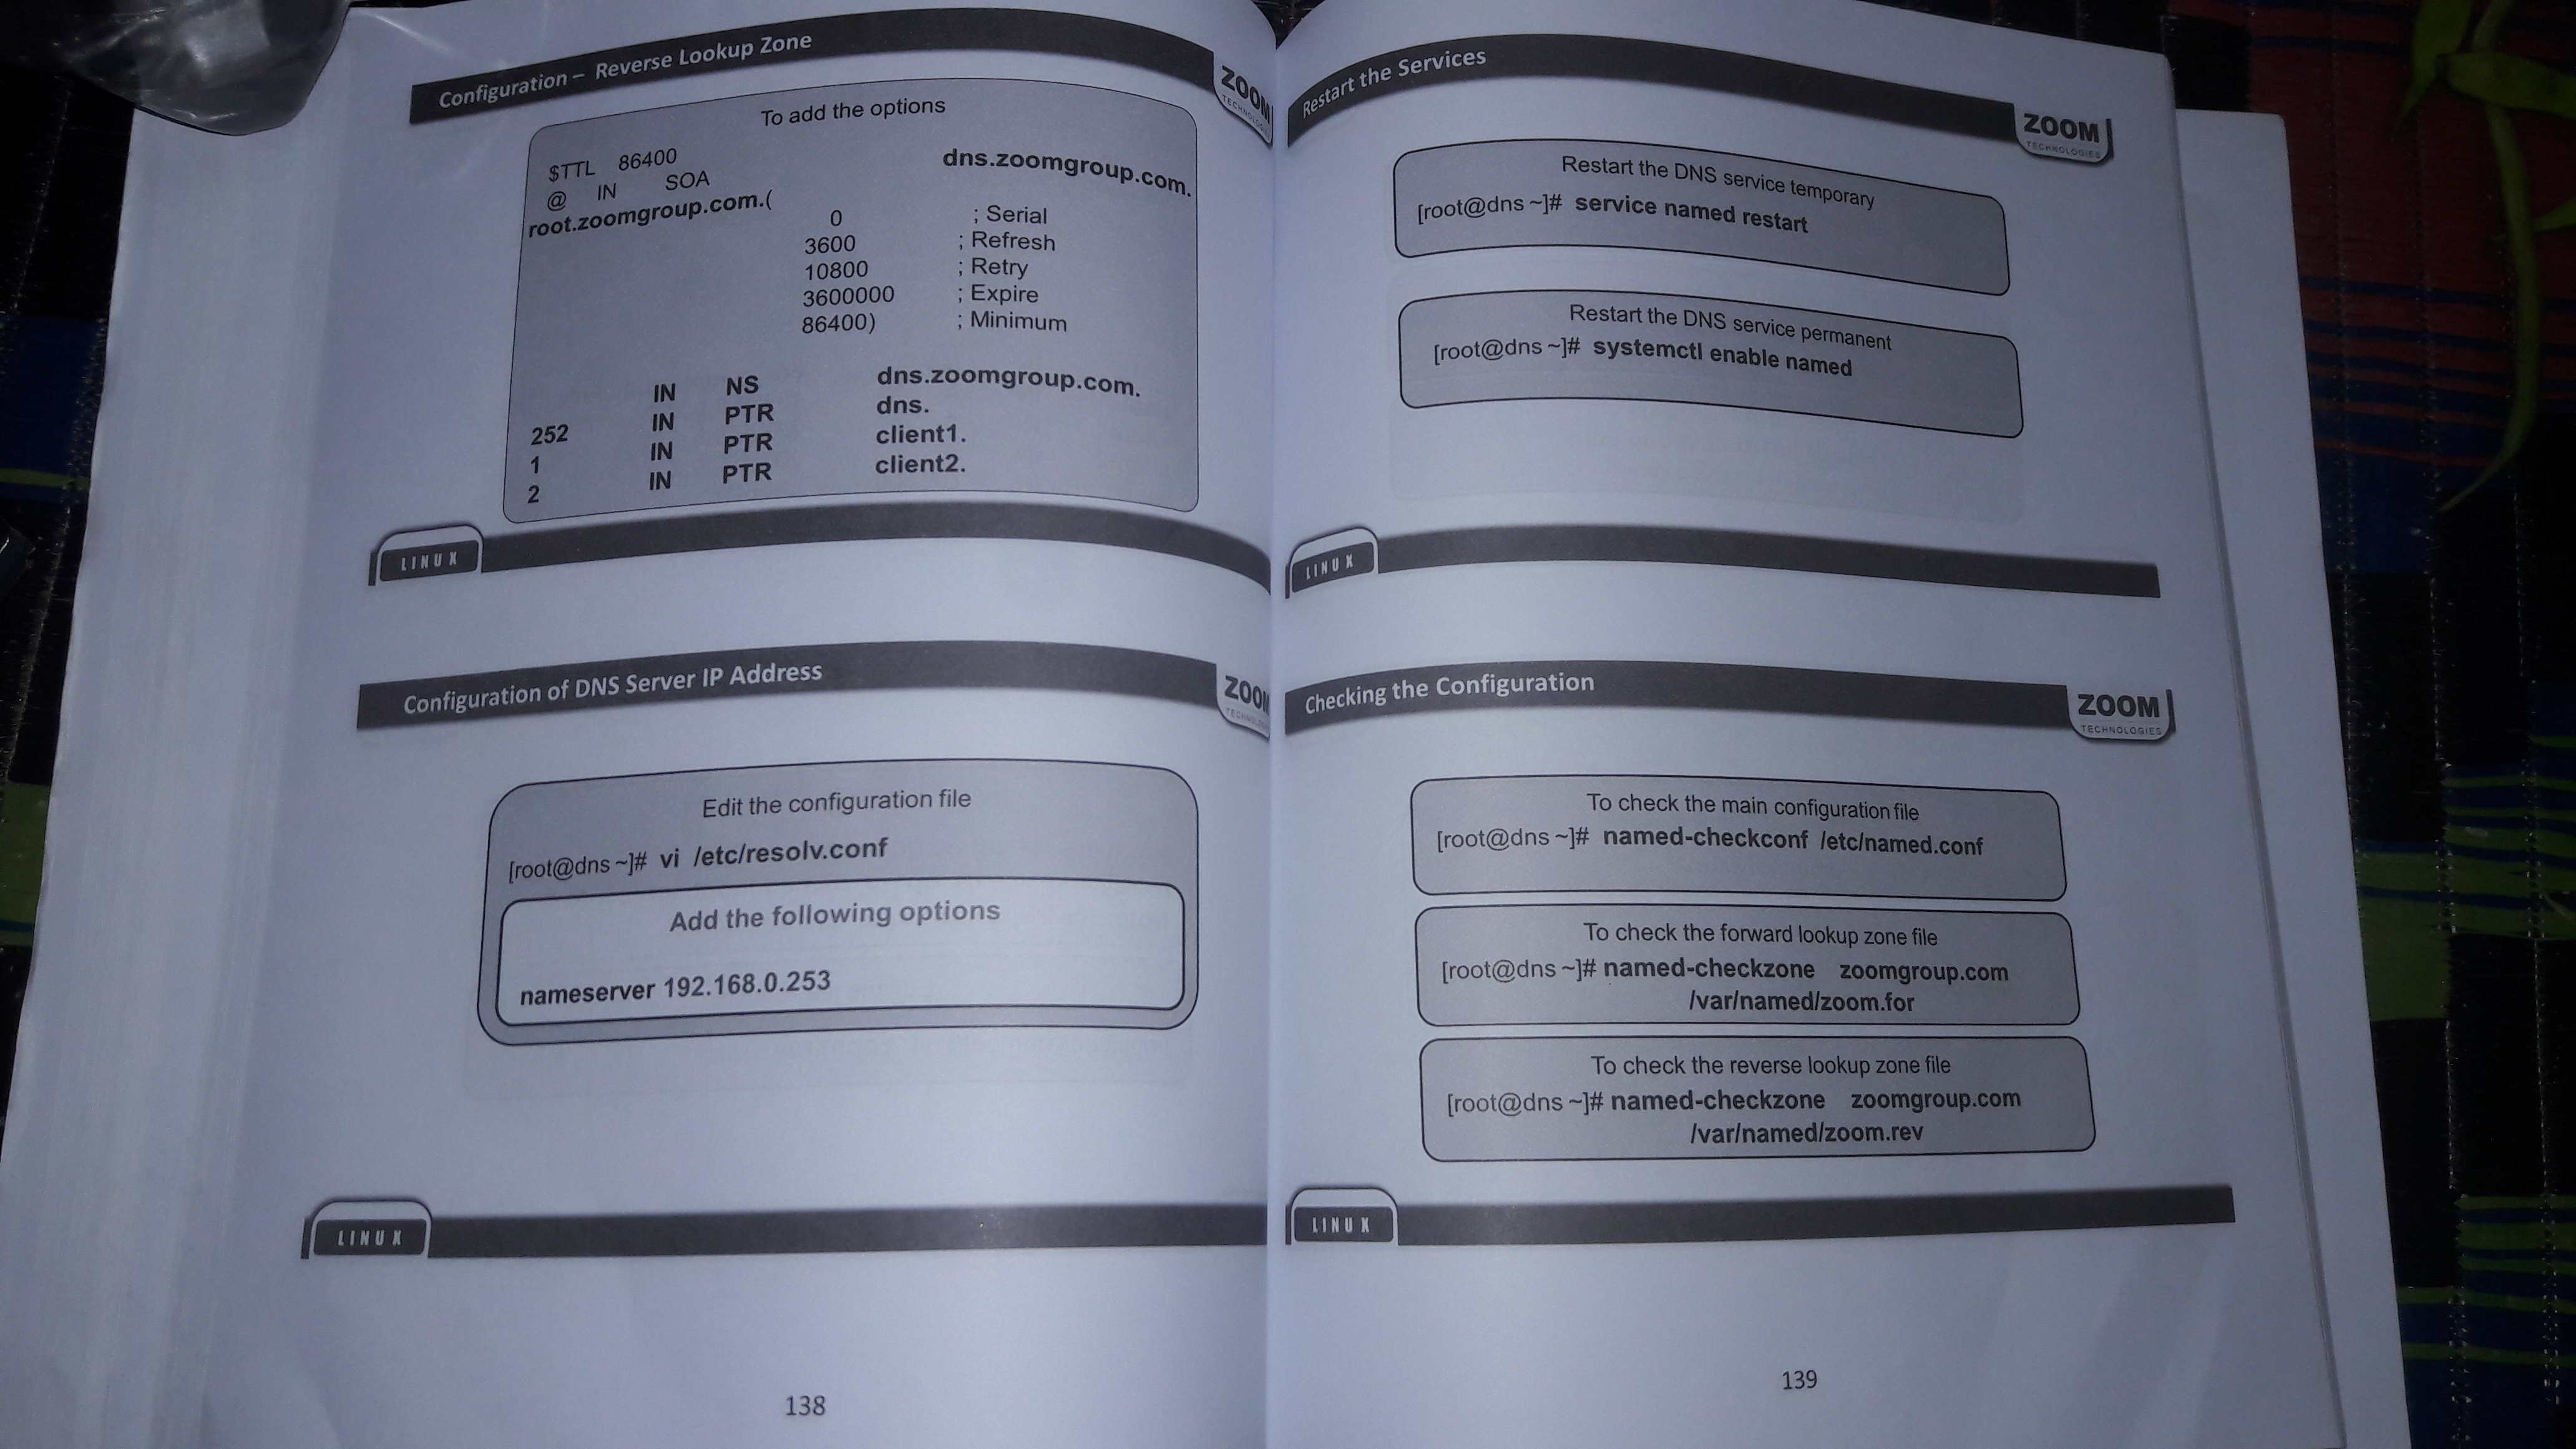 Configuration – Reverse Lookup Zone
ZOOM
TECHNOLOGIES
To add the options
$TTL 86400
@ IN SOA dns.zoomgroup.com.
root.zoomgroup.com.(
0 ; Serial
3600 ; Refresh
10800 ; Retry
3600000 ; Expire
86400) ; Minimum
IN NS dns.zoomgroup.com.
252 IN PTR dns.
1 IN PTR client1.
2 IN PTR client2.
LINUX
Configuration of DNS Server IP Address
ZOOM
Edit the configuration file
[root@dns ~]# vi /etc/resolv.conf
Add the following options
nameserver 192.168.0.253
LINUX
138
Restart the Services
ZOOM
TECHNOLOGIES
Restart the DNS service temporary
[root@dns ~]# service named restart
Restart the DNS service permanent
[root@dns ~]# systemctl enable named
LINUX
Checking the Configuration
ZOOM
TECHNOLOGIES
To check the main configuration file
[root@dns ~]# named-checkconf /etc/named.conf
To check the forward lookup zone file
[root@dns ~]# named-checkzone zoomgroup.com
/var/named/zoom.for
To check the reverse lookup zone file
[root@dns ~]# named-checkzone zoomgroup.com
/var/named/zoom.rev
LINUX
139